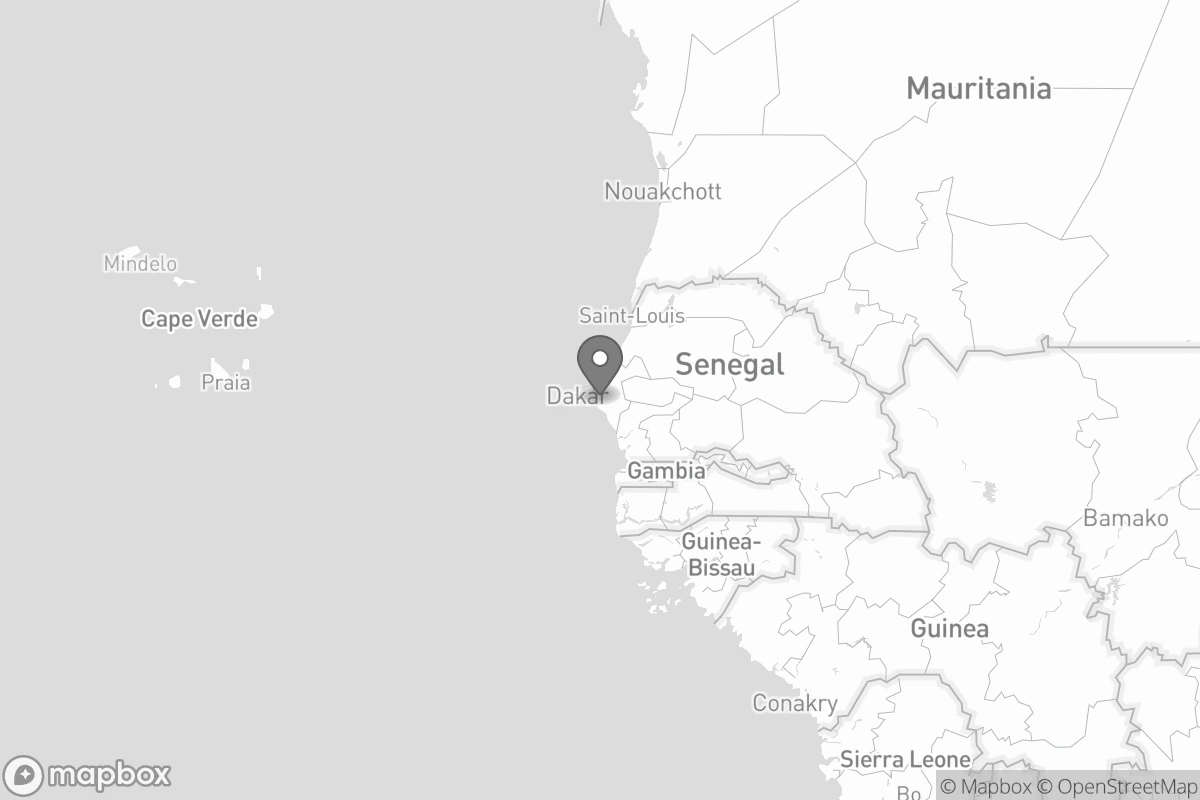 Mauritania
Nouakchott
Mindelo
Cape Verde
Saint-Louis
Senegal
Praia
Dakar
Gambia
Bamako
Guinea-
Bissau
Guinea
Conakry
Sierra Leone
Bo
mapbox
© Mapbox © OpenStreetMap